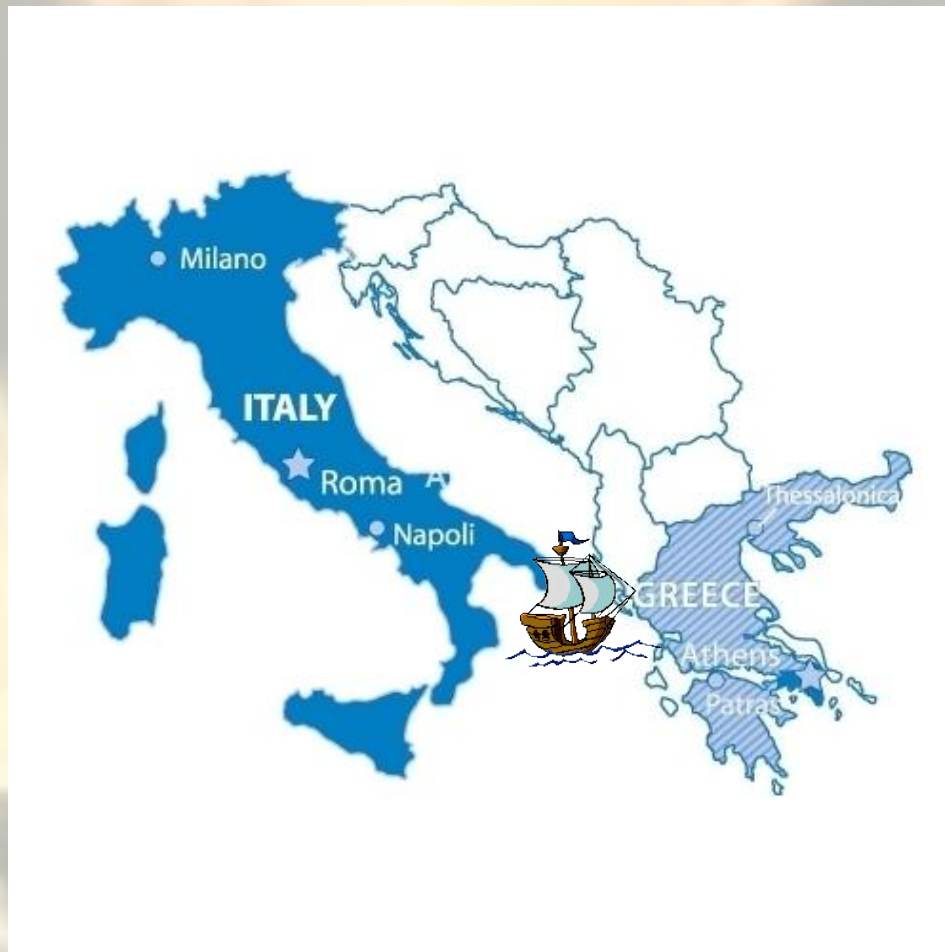 Milano
ITALY
Roma
A
Napoli
Thessalonica
GREECE
Athens
Patras